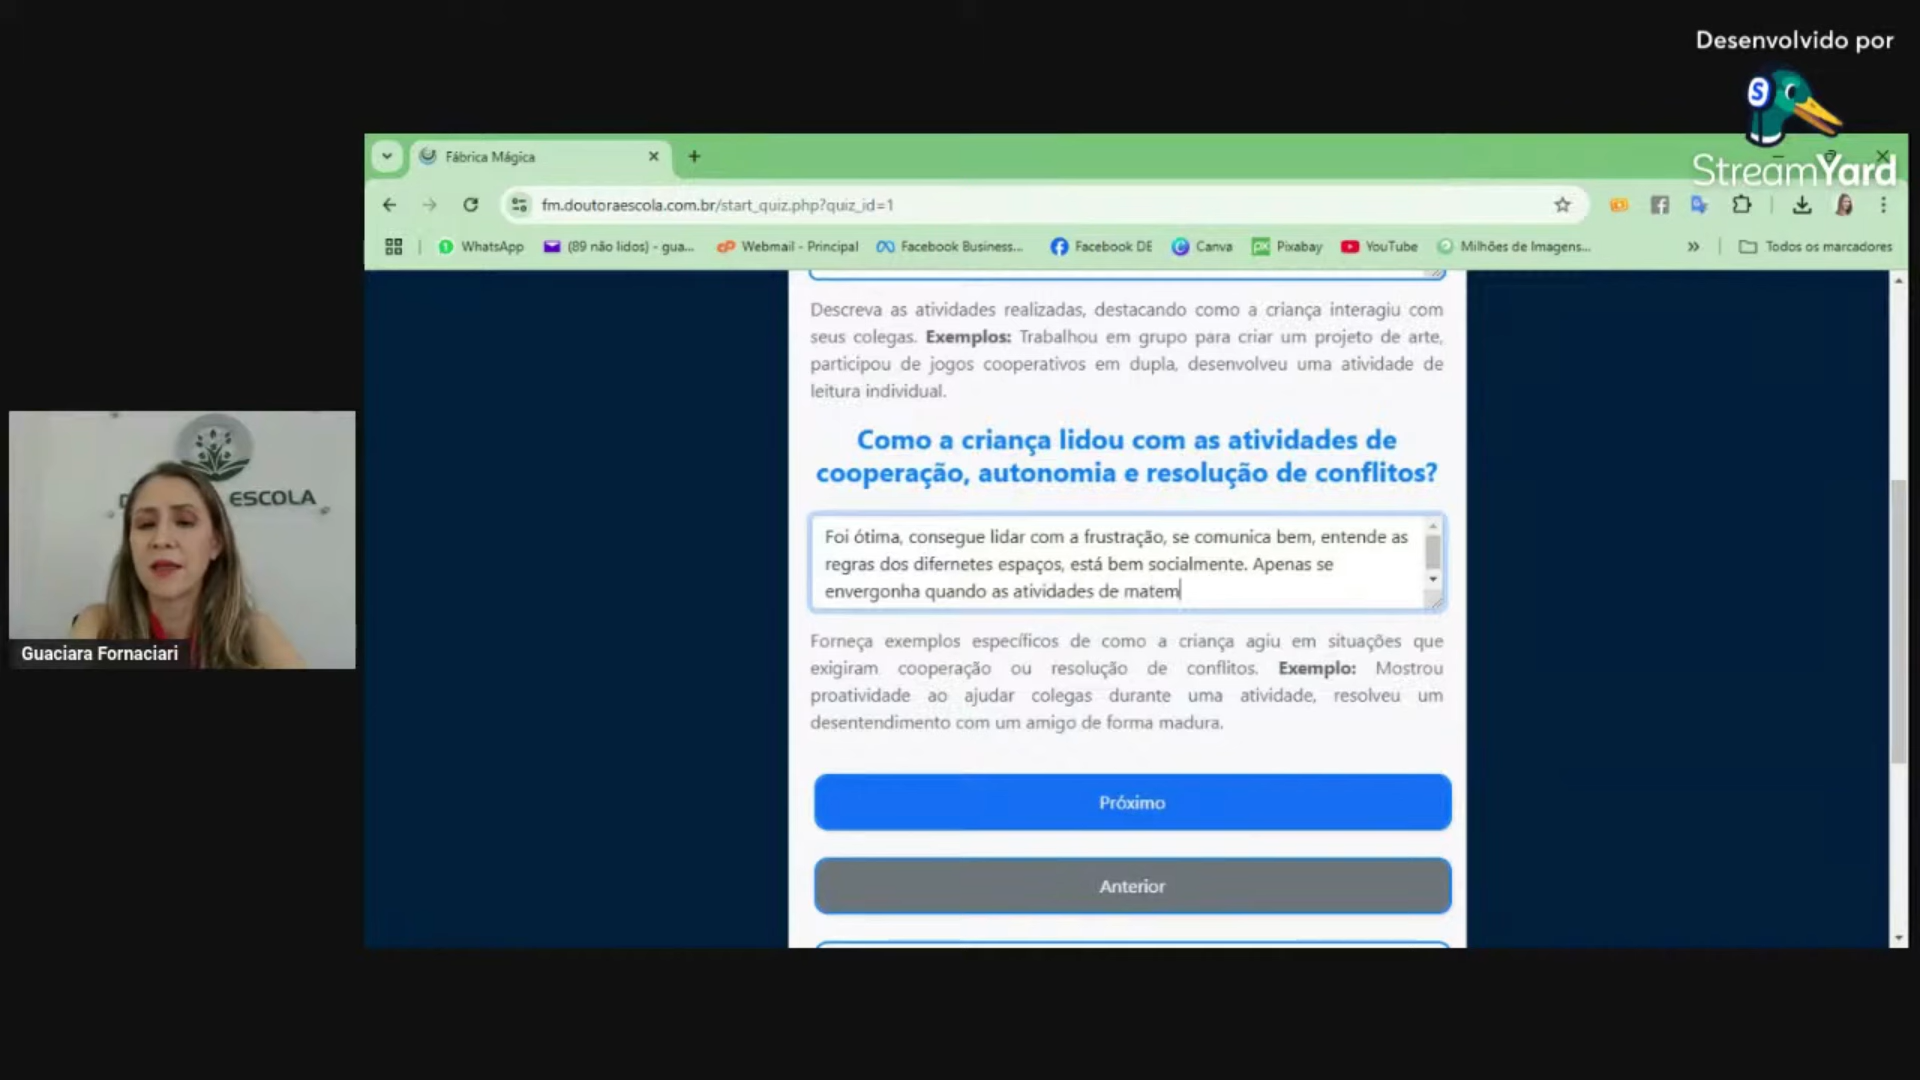 Desenvolvido por
StreamYard
Fábrica Mágica
fm.doutoraescola.com.br/start_quiz.php?quiz_id=1
WhatsApp
(89 não lidos) - gua...
Webmail - Principal
Facebook Business...
Facebook DE
Canva
Pixabay
YouTube
Milhões de Imagens...
Todos os marcadores
Descreva as atividades realizadas, destacando como a criança interagiu com
seus colegas. Exemplos: Trabalhou em grupo para criar um projeto de arte,
participou de jogos cooperativos em dupla, desenvolveu uma atividade de
leitura individual.
Como a criança lidou com as atividades de
cooperação, autonomia e resolução de conflitos?
Foi ótima, consegue lidar com a frustração, se comunica bem, entende as
regras dos difernetes espaços, está bem socialmente. Apenas se
envergonha quando as atividades de matem
Forneça exemplos específicos de como a criança agiu em situações que
exigiram cooperação ou resolução de conflitos. Exemplo: Mostrou
proatividade ao ajudar colegas durante uma atividade, resolveu um
desentendimento com um amigo de forma madura.
Próximo
Anterior
ESCOLA
Guaciara Fornaciari